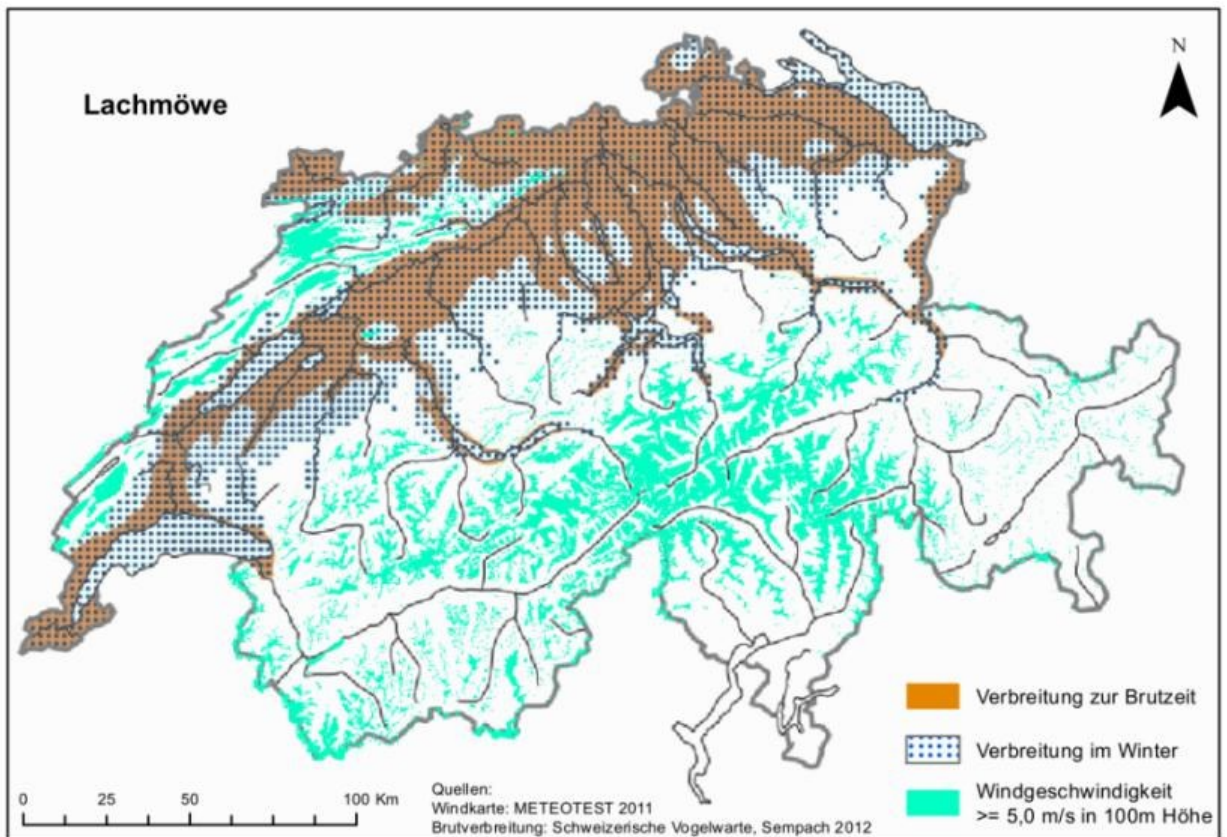 Lachmöwe
N
Verbreitung zur Brutzeit
Verbreitung im Winter
Windgeschwindigkeit
>= 5,0 m/s in 100m Höhe
0 25 50 100 Km
Quellen:
Windkarte: METEOTEST 2011
Brutverbreitung: Schweizerische Vogelwarte, Sempach 2012